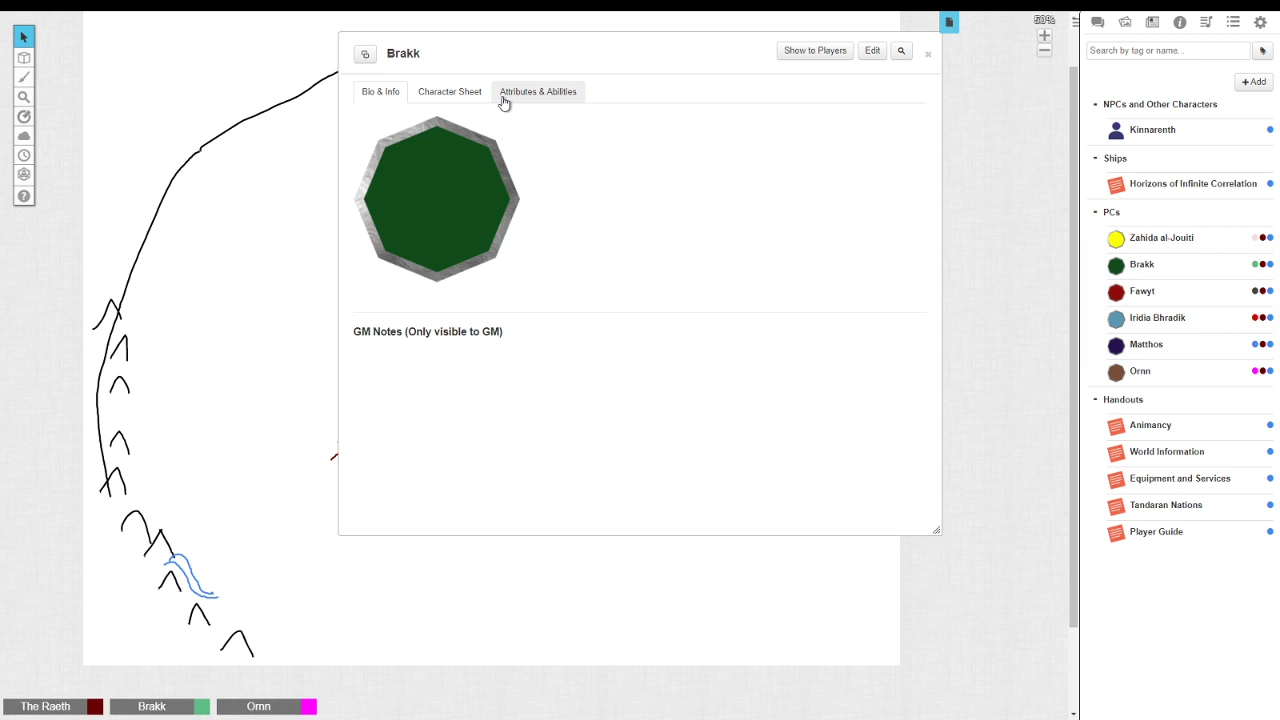 Brakk
Show to Players
Edit
50%
Bio & Info
Character Sheet
Attributes & Abilities
GM Notes (Only visible to GM)
Search by tag or name...
+ Add
- NPCs and Other Characters
Kinnarenth
- Ships
Horizons of Infinite Correlation
- PCs
Zahida al-Jouiti
Brakk
Fawyt
Iridia Bhradik
Matthos
Ornn
- Handouts
Animancy
World Information
Equipment and Services
Tandaran Nations
Player Guide
The Raeth
Brakk
Ornn